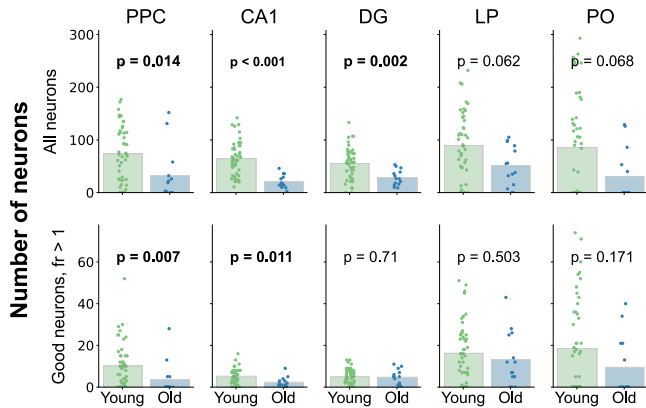 PPC CA1 DG LP PO
Number of neurons
All neurons
300
200
100
0
p = 0.014 p < 0.001 p = 0.002 p = 0.062 p = 0.068
Good neurons, fr > 1
60
40
20
0
p = 0.007 p = 0.011 p = 0.71 p = 0.503 p = 0.171
Young Old Young Old Young Old Young Old Young Old